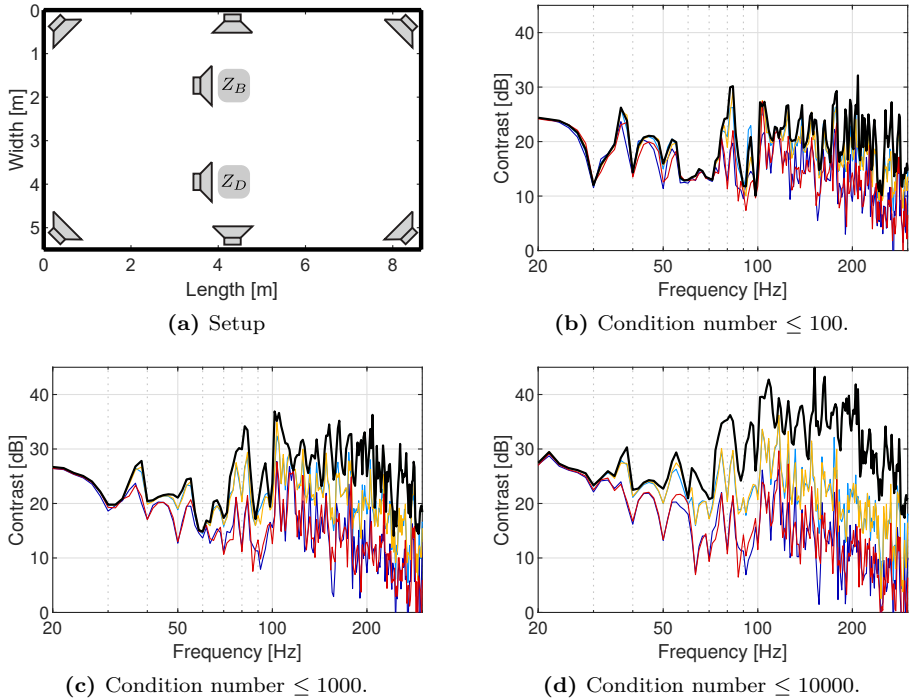 0
1
2
3
4
5
Width [m]
Z_B
Z_D
0 2 4 6 8
Length [m]
(a) Setup
40
30
20
10
0
Contrast [dB]
20 50 100 200
Frequency [Hz]
(b) Condition number ≤ 100.
40
30
20
10
0
Contrast [dB]
20 50 100 200
Frequency [Hz]
(c) Condition number ≤ 1000.
40
30
20
10
0
Contrast [dB]
20 50 100 200
Frequency [Hz]
(d) Condition number ≤ 10000.